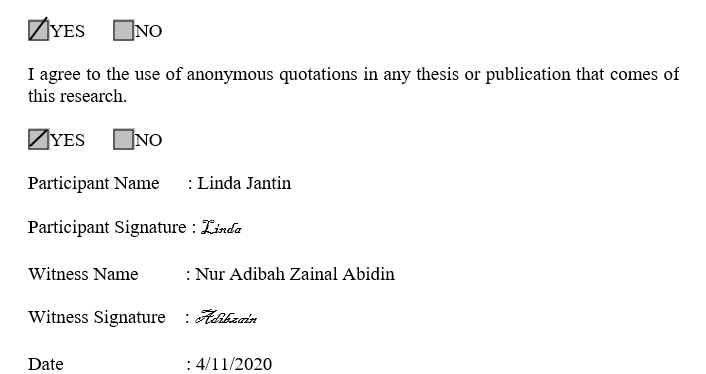 YES NO
I agree to the use of anonymous quotations in any thesis or publication that comes of
this research.
YES NO
Participant Name : Linda Jantin
Participant Signature : Linda
Witness Name : Nur Adibah Zainal Abidin
Witness Signature : Adibzain
Date : 4/11/2020